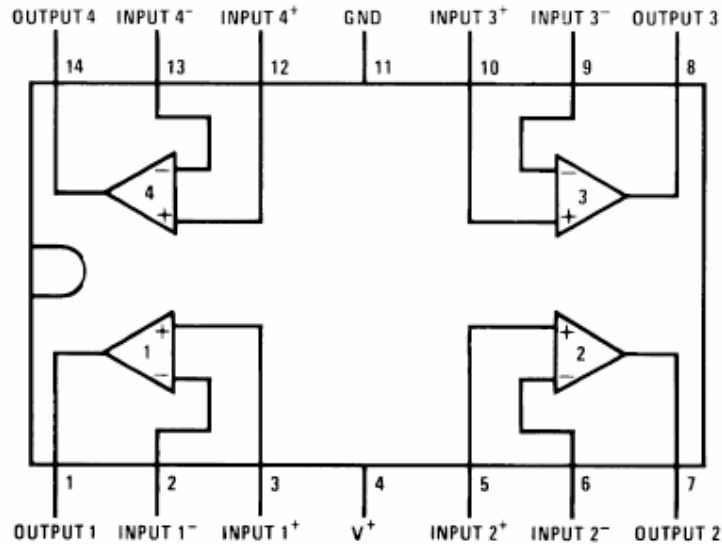 OUTPUT 4 INPUT 4⁻ INPUT 4⁺ GND INPUT 3⁺ INPUT 3⁻ OUTPUT 3
14 13 12 11 10 9 8
− −
4 3
+ +
+ +
1 2
− −
1 2 3 4 5 6 7
OUTPUT 1 INPUT 1⁻ INPUT 1⁺ V⁺ INPUT 2⁺ INPUT 2⁻ OUTPUT 2